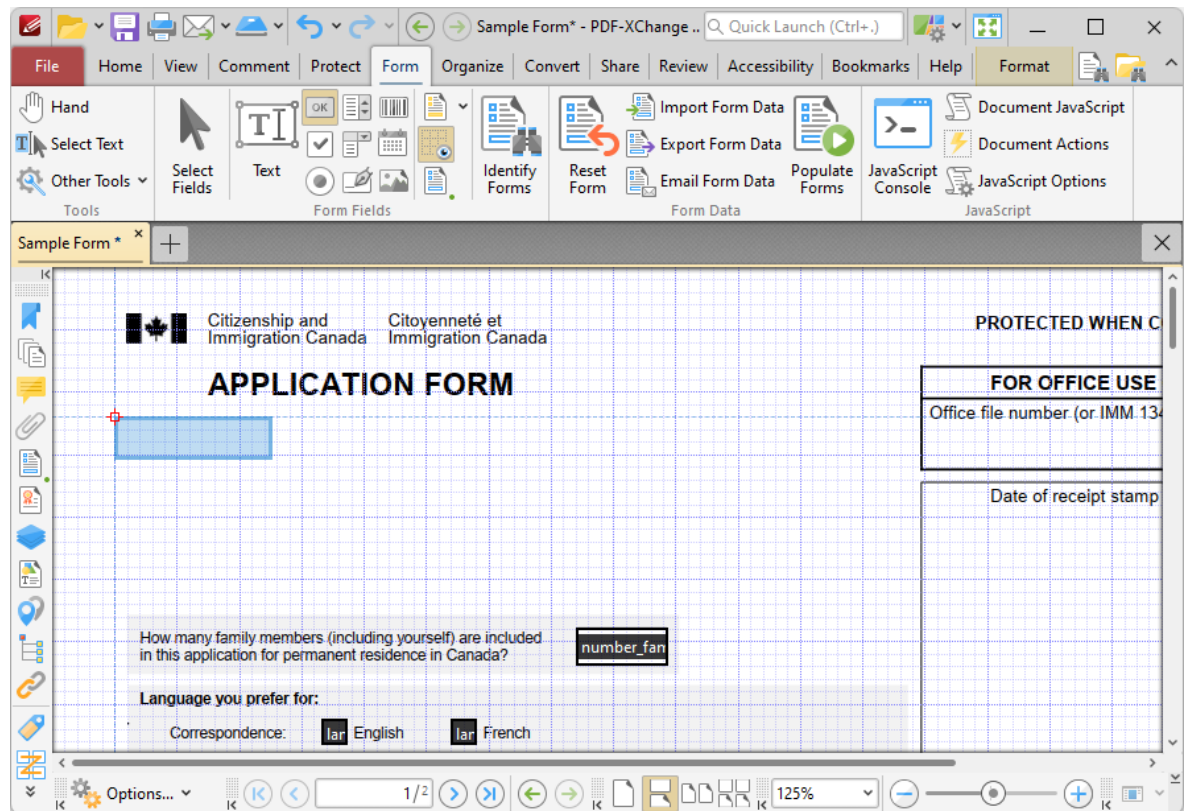 Sample Form* - PDF-XChange ..
Quick Launch (Ctrl+.)
File Home View Comment Protect Form Organize Convert Share Review Accessibility Bookmarks Help Format
Hand
Select Text
Other Tools
Tools
Select Fields
Text
OK
Form Fields
Identify Forms
Reset Form
Import Form Data
Export Form Data
Email Form Data
Populate Forms
Form Data
JavaScript Console
Document JavaScript
Document Actions
JavaScript Options
JavaScript
Sample Form *
Citizenship and
Immigration Canada
Citoyenneté et
Immigration Canada
PROTECTED WHEN C
APPLICATION FORM
FOR OFFICE USE
Office file number (or IMM 134
Date of receipt stamp
How many family members (including yourself) are included
in this application for permanent residence in Canada?
number_fan
Language you prefer for:
Correspondence: lar English lar French
Options...
1/2
125%